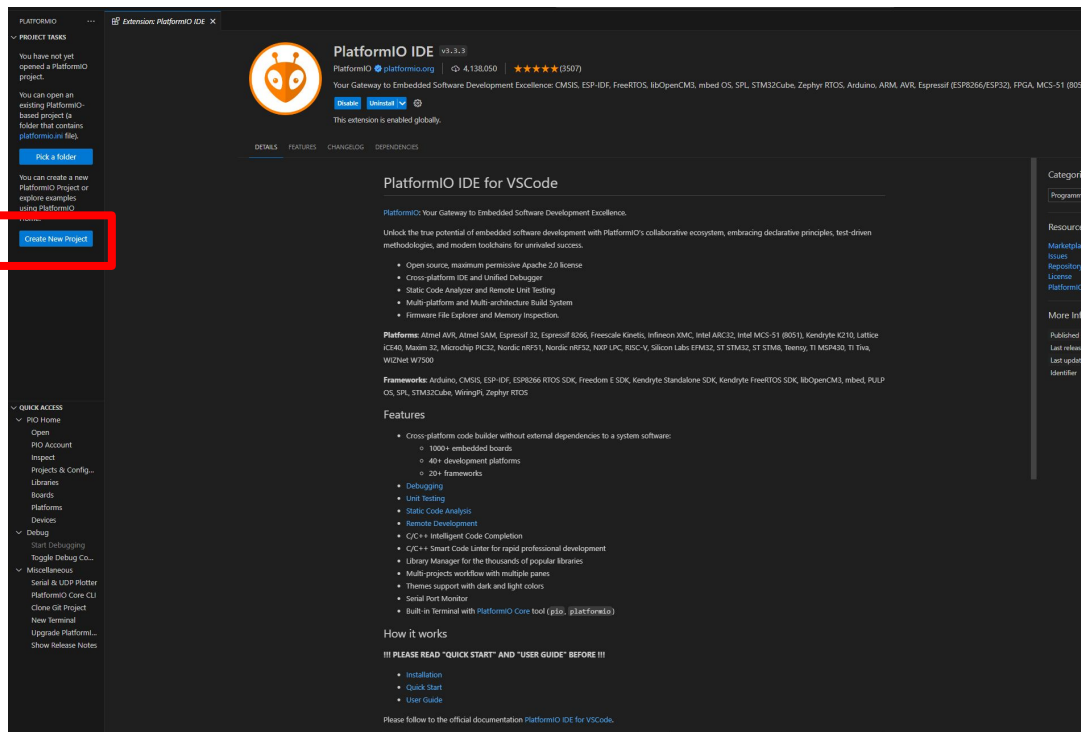 PLATFORMIO ...
Extension: PlatformIO IDE ×
PROJECT TASKS
You have not yet
opened a PlatformIO
project.
You can open an
existing PlatformIO-
based project (a
folder that contains
platformio.ini file).
Pick a folder
You can create a new
PlatformIO Project or
explore examples
using PlatformIO
Create New Project
QUICK ACCESS
PIO Home
Open
PIO Account
Inspect
Projects & Config...
Libraries
Boards
Platforms
Devices
Debug
Start Debugging
Toggle Debug Co...
Miscellaneous
Serial & UDP Plotter
PlatformIO Core CLI
Clone Git Project
New Terminal
Upgrade PlatformI...
Show Release Notes
PlatformIO IDE v3.3.3
PlatformIO platformio.org | 4,138,050 | ★★★★★(3507)
Your Gateway to Embedded Software Development Excellence: CMSIS, ESP-IDF, FreeRTOS, libOpenCM3, mbed OS, SPL, STM32Cube, Zephyr RTOS, Arduino, ARM, AVR, Espressif (ESP8266/ESP32), FPGA, MCS-51 (805
Disable Uninstall
This extension is enabled globally.
DETAILS FEATURES CHANGELOG DEPENDENCIES
PlatformIO IDE for VSCode
PlatformIO: Your Gateway to Embedded Software Development Excellence.
Unlock the true potential of embedded software development with PlatformIO's collaborative ecosystem, embracing declarative principles, test-driven
methodologies, and modern toolchains for unrivaled success.
• Open source, maximum permissive Apache 2.0 license
• Cross-platform IDE and Unified Debugger
• Static Code Analyzer and Remote Unit Testing
• Multi-platform and Multi-architecture Build System
• Firmware File Explorer and Memory Inspection.
Platforms: Atmel AVR, Atmel SAM, Espressif 32, Espressif 8266, Freescale Kinetis, Infineon XMC, Intel ARC32, Intel MCS-51 (8051), Kendryte K210, Lattice
iCE40, Maxim 32, Microchip PIC32, Nordic nRF51, Nordic nRF52, NXP LPC, RISC-V, Silicon Labs EFM32, ST STM32, ST STM8, Teensy, TI MSP430, TI Tiva,
WIZNet W7500
Frameworks: Arduino, CMSIS, ESP-IDF, ESP8266 RTOS SDK, Freedom E SDK, Kendryte Standalone SDK, Kendryte FreeRTOS SDK, libOpenCM3, mbed, PULP
OS, SPL, STM32Cube, WiringPi, Zephyr RTOS
Features
• Cross-platform code builder without external dependencies to a system software:
1000+ embedded boards
40+ development platforms
20+ frameworks
• Debugging
• Unit Testing
• Static Code Analysis
• Remote Development
• C/C++ Intelligent Code Completion
• C/C++ Smart Code Linter for rapid professional development
• Library Manager for the thousands of popular libraries
• Multi-projects workflow with multiple panes
• Themes support with dark and light colors
• Serial Port Monitor
• Built-in Terminal with PlatformIO Core tool (pio, platformio)
How it works
!!! PLEASE READ "QUICK START" AND "USER GUIDE" BEFORE !!!
• Installation
• Quick Start
• User Guide
Please follow to the official documentation PlatformIO IDE for VSCode.
Categori
Programm
Resource
Marketpla
Issues
Repository
License
PlatformIO
More Inf
Published
Last releas
Last updat
Identifier